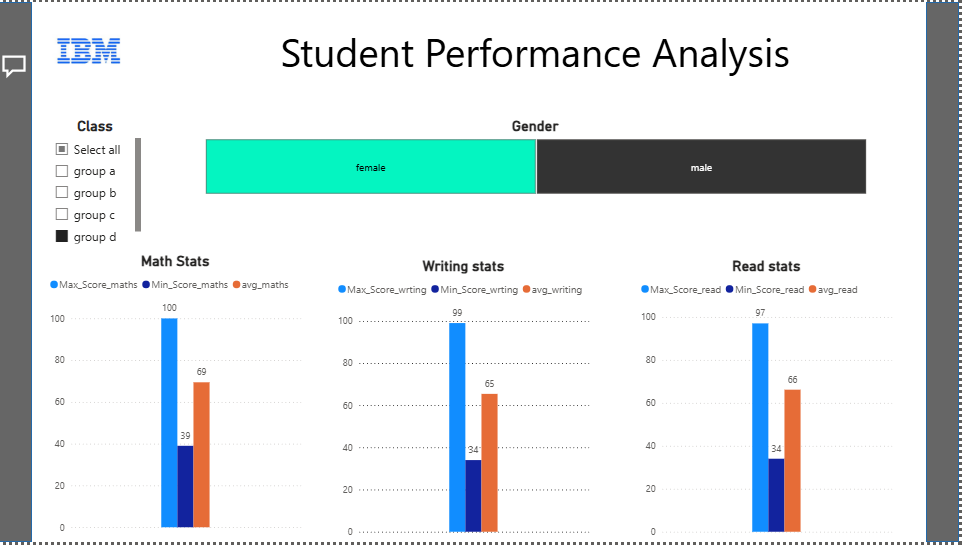 IBM
Student Performance Analysis
Class
Select all
group a
group b
group c
group d
Gender
female
male
Math Stats
Max_Score_maths Min_Score_maths avg_maths
100
80
60
40
20
0
100
39
69
Writing stats
Max_Score_wrting Min_Score_wrting avg_writing
100
80
60
40
20
0
99
34
65
Read stats
Max_Score_read Min_Score_read avg_read
100
80
60
40
20
0
97
34
66